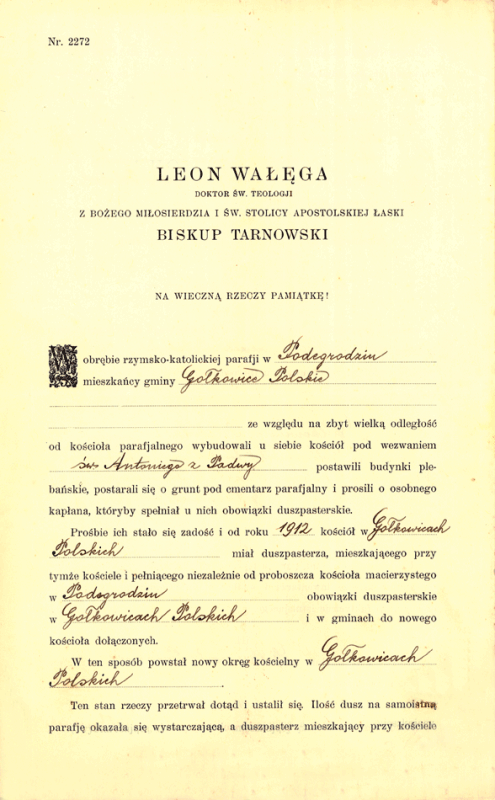 Nr. 2272
LEON WAŁĘGA
DOKTOR ŚW. TEOLOGJI
Z BOŻEGO MIŁOSIERDZIA I ŚW. STOLICY APOSTOLSKIEJ ŁASKI
BISKUP TARNOWSKI
NA WIECZNĄ RZECZY PAMIĄTKĘ!
W obrębie rzymsko-katolickiej parafji w Podegrodziu
mieszkańcy gminy Gołkowice Polskie
ze względu na zbyt wielką odległość
od kościoła parafjalnego wybudowali u siebie kościół pod wezwaniem
św. Antoniego z Padwy postawili budynki ple-
bańskie, postarali się o grunt pod cmentarz parafjalny i prosili o osobnego
kapłana, któryby spełniał u nich obowiązki duszpasterskie.
Prośbie ich stało się zadość i od roku 1912 kościół w Gołkowicach
Polskich miał duszpasterza, mieszkającego przy
tymże kościele i pełniącego niezależnie od proboszcza kościoła macierzystego
w Podegrodziu obowiązki duszpasterskie
w Gołkowicach Polskich i w gminach do nowego
kościoła dołączonych.
W ten sposób powstał nowy okręg kościelny w Gołkowicach
Polskich.
Ten stan rzeczy przetrwał dotąd i ustalił się. Ilość dusz na samoistną
parafję okazała się wystarczającą, a duszpasterz mieszkający przy kościele